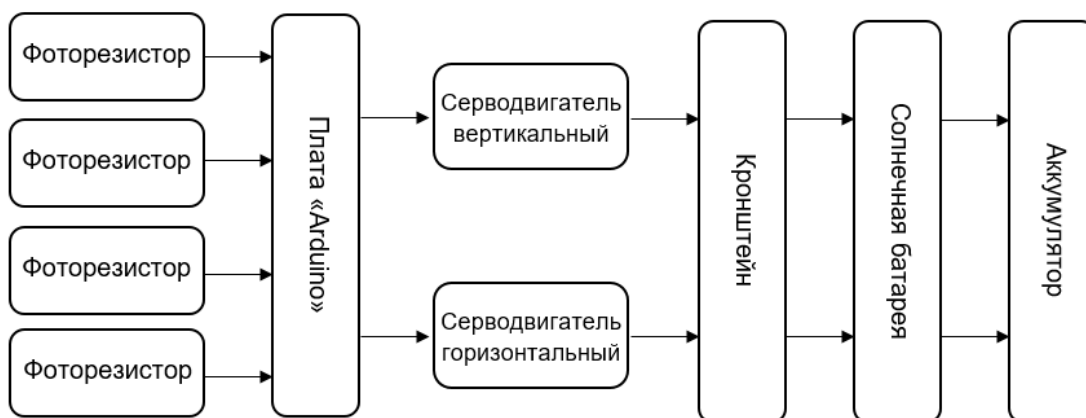 Фоторезистор
Фоторезистор
Фоторезистор
Фоторезистор
Плата «Arduino»
Серводвигатель
вертикальный
Серводвигатель
горизонтальный
Кронштейн
Солнечная батарея
Аккумулятор